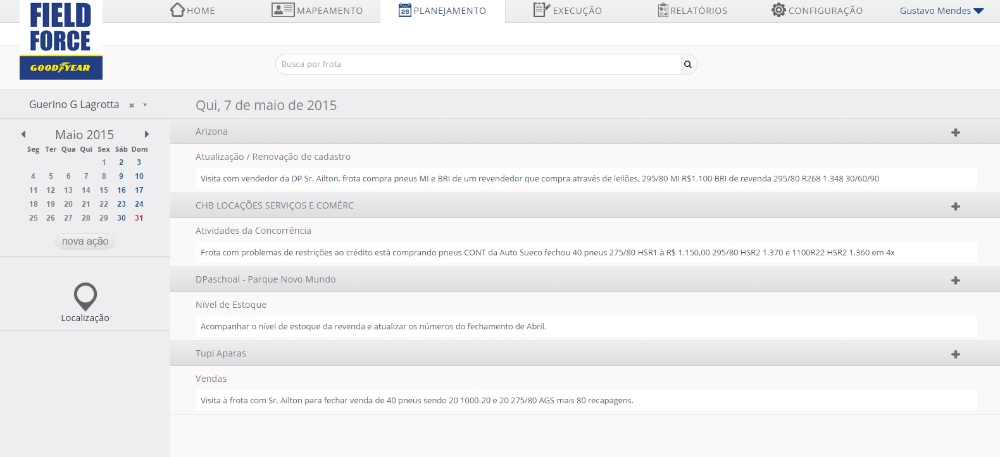 FIELD
FORCE
GOODYEAR
HOME
MAPEAMENTO
28
PLANEJAMENTO
EXECUÇÃO
RELATÓRIOS
CONFIGURAÇÃO
Gustavo Mendes
Busca por frota
Guerino G Lagrotta
Maio 2015
Seg Ter Qua Qui Sex Sáb Dom
1 2 3
4 5 6 7 8 9 10
11 12 13 14 15 16 17
18 19 20 21 22 23 24
25 26 27 28 29 30 31
nova ação
Localização
Qui, 7 de maio de 2015
Arizona
Atualização / Renovação de cadastro
Visita com vendedor da DP Sr. Ailton, frota compra pneus MI e BRI de um revendedor que compra através de leilões, 295/80 MI R$1.100 BRI de revenda 295/80 R268 1.348 30/60/90
CHB LOCAÇÕES SERVIÇOS E COMÉRC
Atividades da Concorrência
Frota com problemas de restrições ao crédito está comprando pneus CONT da Auto Sueco fechou 40 pneus 275/80 HSR1 à R$ 1.150,00 295/80 HSR2 1.370 e 1100R22 HSR2 1.360 em 4x
DPaschoal - Parque Novo Mundo
Nível de Estoque
Acompanhar o nível de estoque da revenda e atualizar os números do fechamento de Abril.
Tupi Aparas
Vendas
Visita à frota com Sr. Ailton para fechar venda de 40 pneus sendo 20 1000-20 e 20 275/80 AGS mais 80 recapagens.